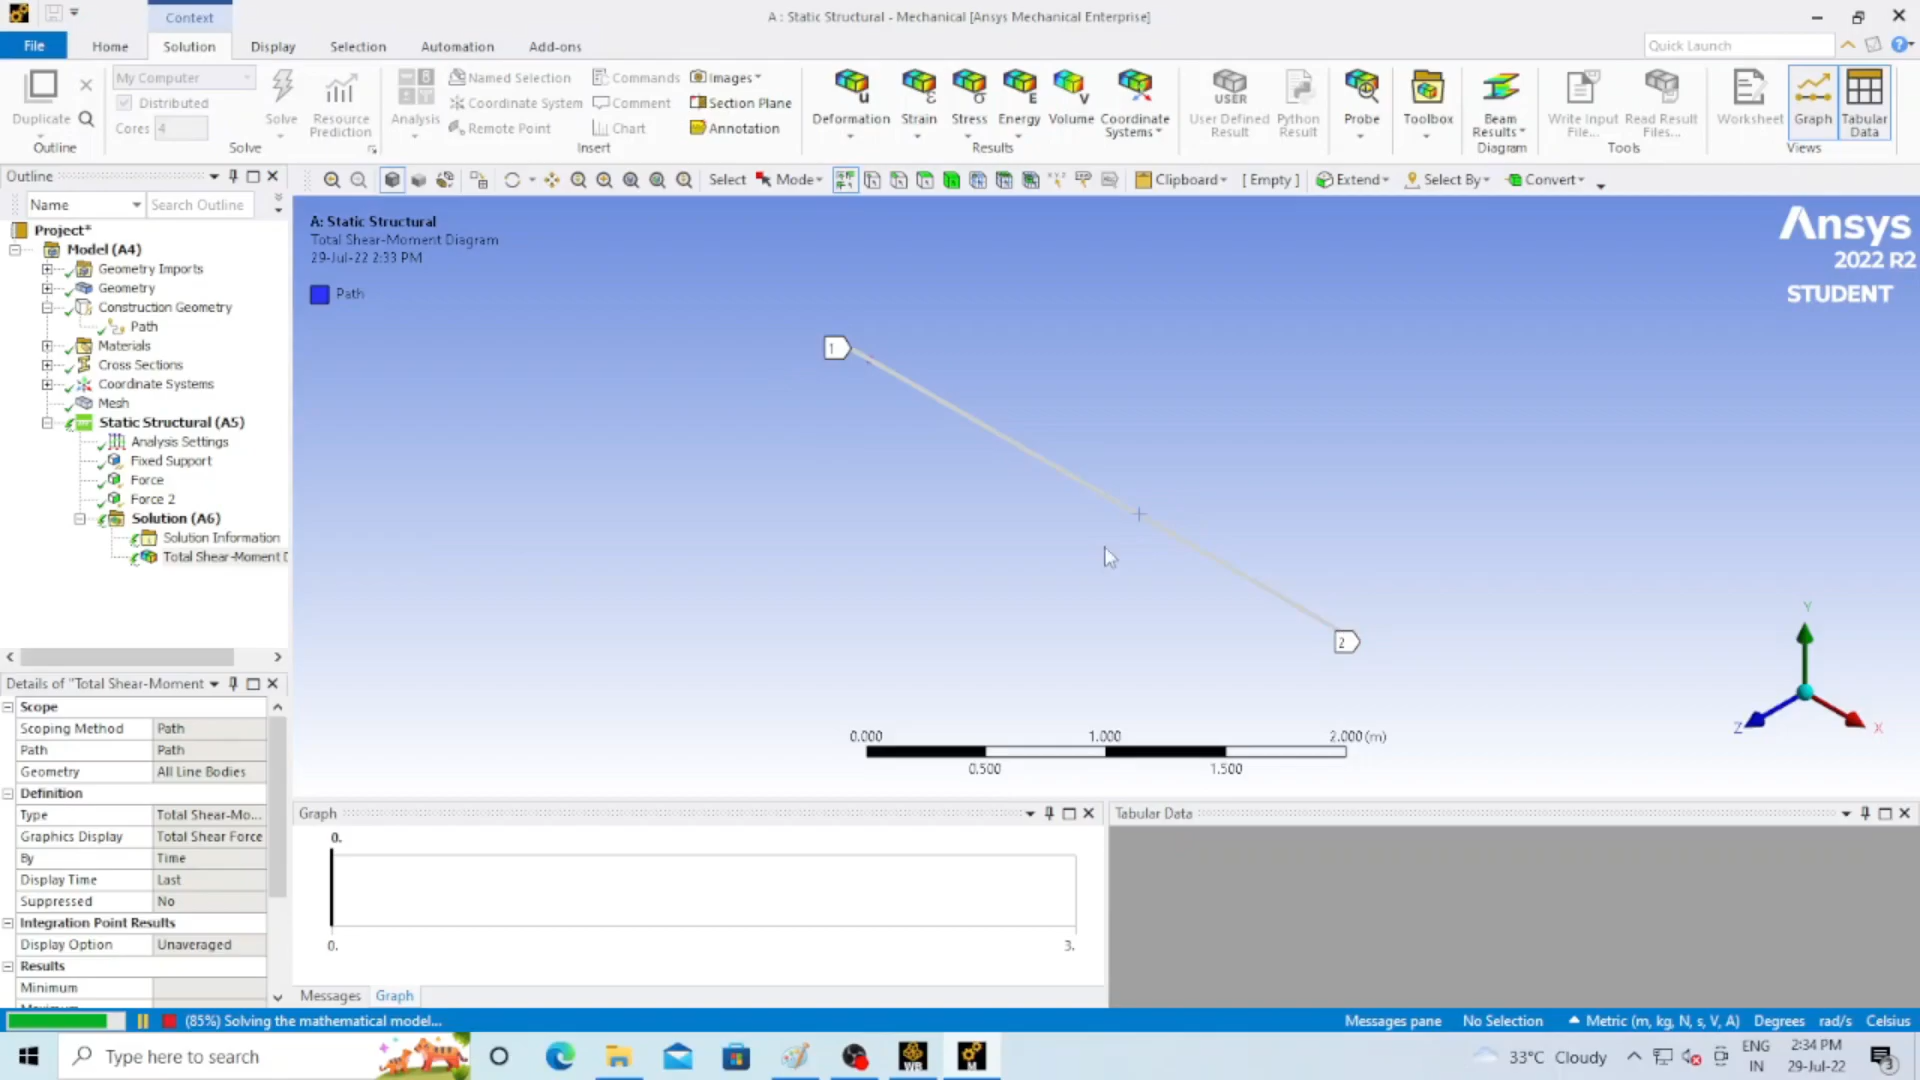 Context
A : Static Structural - Mechanical [Ansys Mechanical Enterprise]
File Home Solution Display Selection Automation Add-ons
Quick Launch
Duplicate
Outline
My Computer
Distributed
Cores 4
Solve
Resource Prediction
Solve
Analysis
Named Selection
Coordinate System
Remote Point
Commands
Comment
Chart
Images
Section Plane
Annotation
Insert
Deformation
Strain
Stress
Energy
Volume
Coordinate Systems
Results
User Defined Result
Python Result
Probe
Toolbox
Beam Results
Diagram
Write Input File...
Read Result Files...
Tools
Worksheet
Graph
Tabular Data
Views
Outline
Name
Search Outline
Select Mode Clipboard [ Empty ] Extend Select By Convert
Project*
Model (A4)
Geometry Imports
Geometry
Construction Geometry
Path
Materials
Cross Sections
Coordinate Systems
Mesh
Static Structural (A5)
Analysis Settings
Fixed Support
Force
Force 2
Solution (A6)
Solution Information
Total Shear-Moment D
A: Static Structural
Total Shear-Moment Diagram
29-Jul-22 2:33 PM
Path
Ansys
2022 R2
STUDENT
1
2
0.000 1.000 2.000 (m)
0.500 1.500
Y
Z X
Details of "Total Shear-Moment
Scope
Scoping Method Path
Path Path
Geometry All Line Bodies
Definition
Type Total Shear-Mo...
Graphics Display Total Shear Force
By Time
Display Time Last
Suppressed No
Integration Point Results
Display Option Unaveraged
Results
Minimum
Graph
0.
0. 3.
Messages Graph
Tabular Data
(85%) Solving the mathematical model...
Messages pane No Selection Metric (m, kg, N, s, V, A) Degrees rad/s Celsius
Type here to search
33°C Cloudy
ENG
IN
2:34 PM
29-Jul-22
3